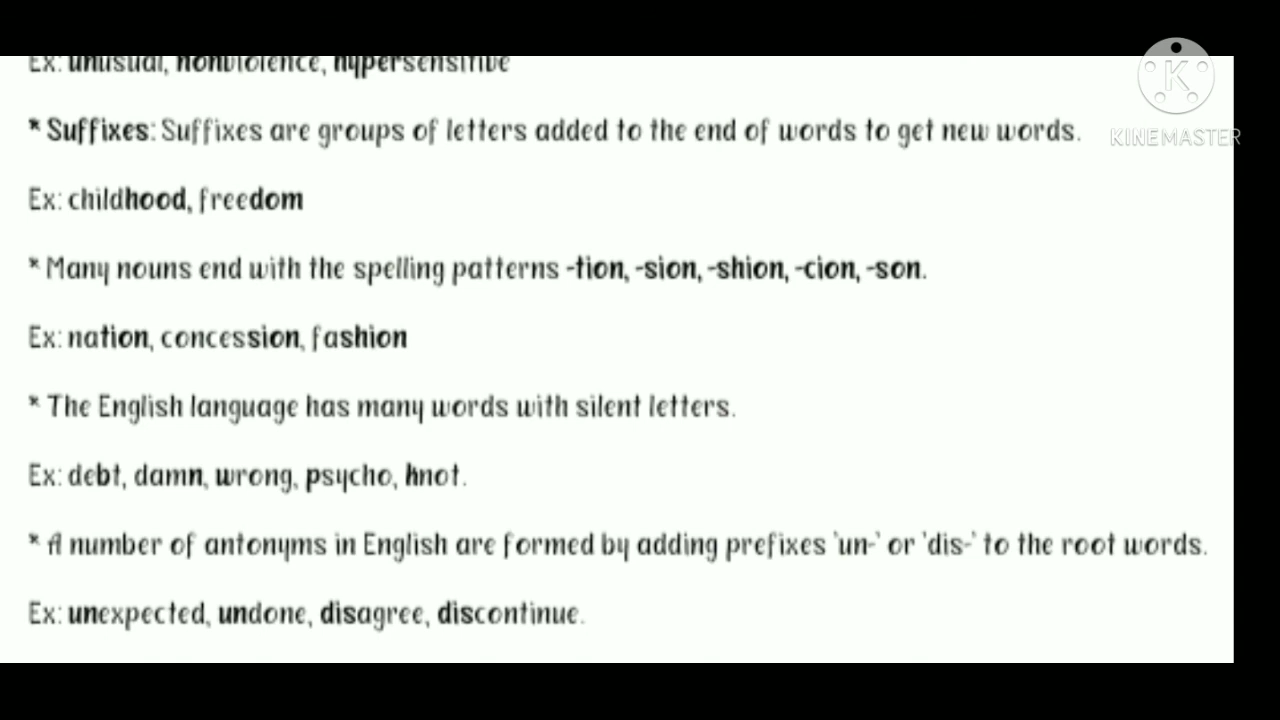 Ex: unusual, nonviolence, hypersensitive
* Suffixes: Suffixes are groups of letters added to the end of words to get new words.
Ex: childhood, freedom
* Many nouns end with the spelling patterns -tion, -sion, -shion, -cion, -son.
Ex: nation, concession, fashion
* The English language has many words with silent letters.
Ex: debt, damn, wrong, psycho, knot.
* A number of antonyms in English are formed by adding prefixes 'un-' or 'dis-' to the root words.
Ex: unexpected, undone, disagree, discontinue.
K
KINEMASTER